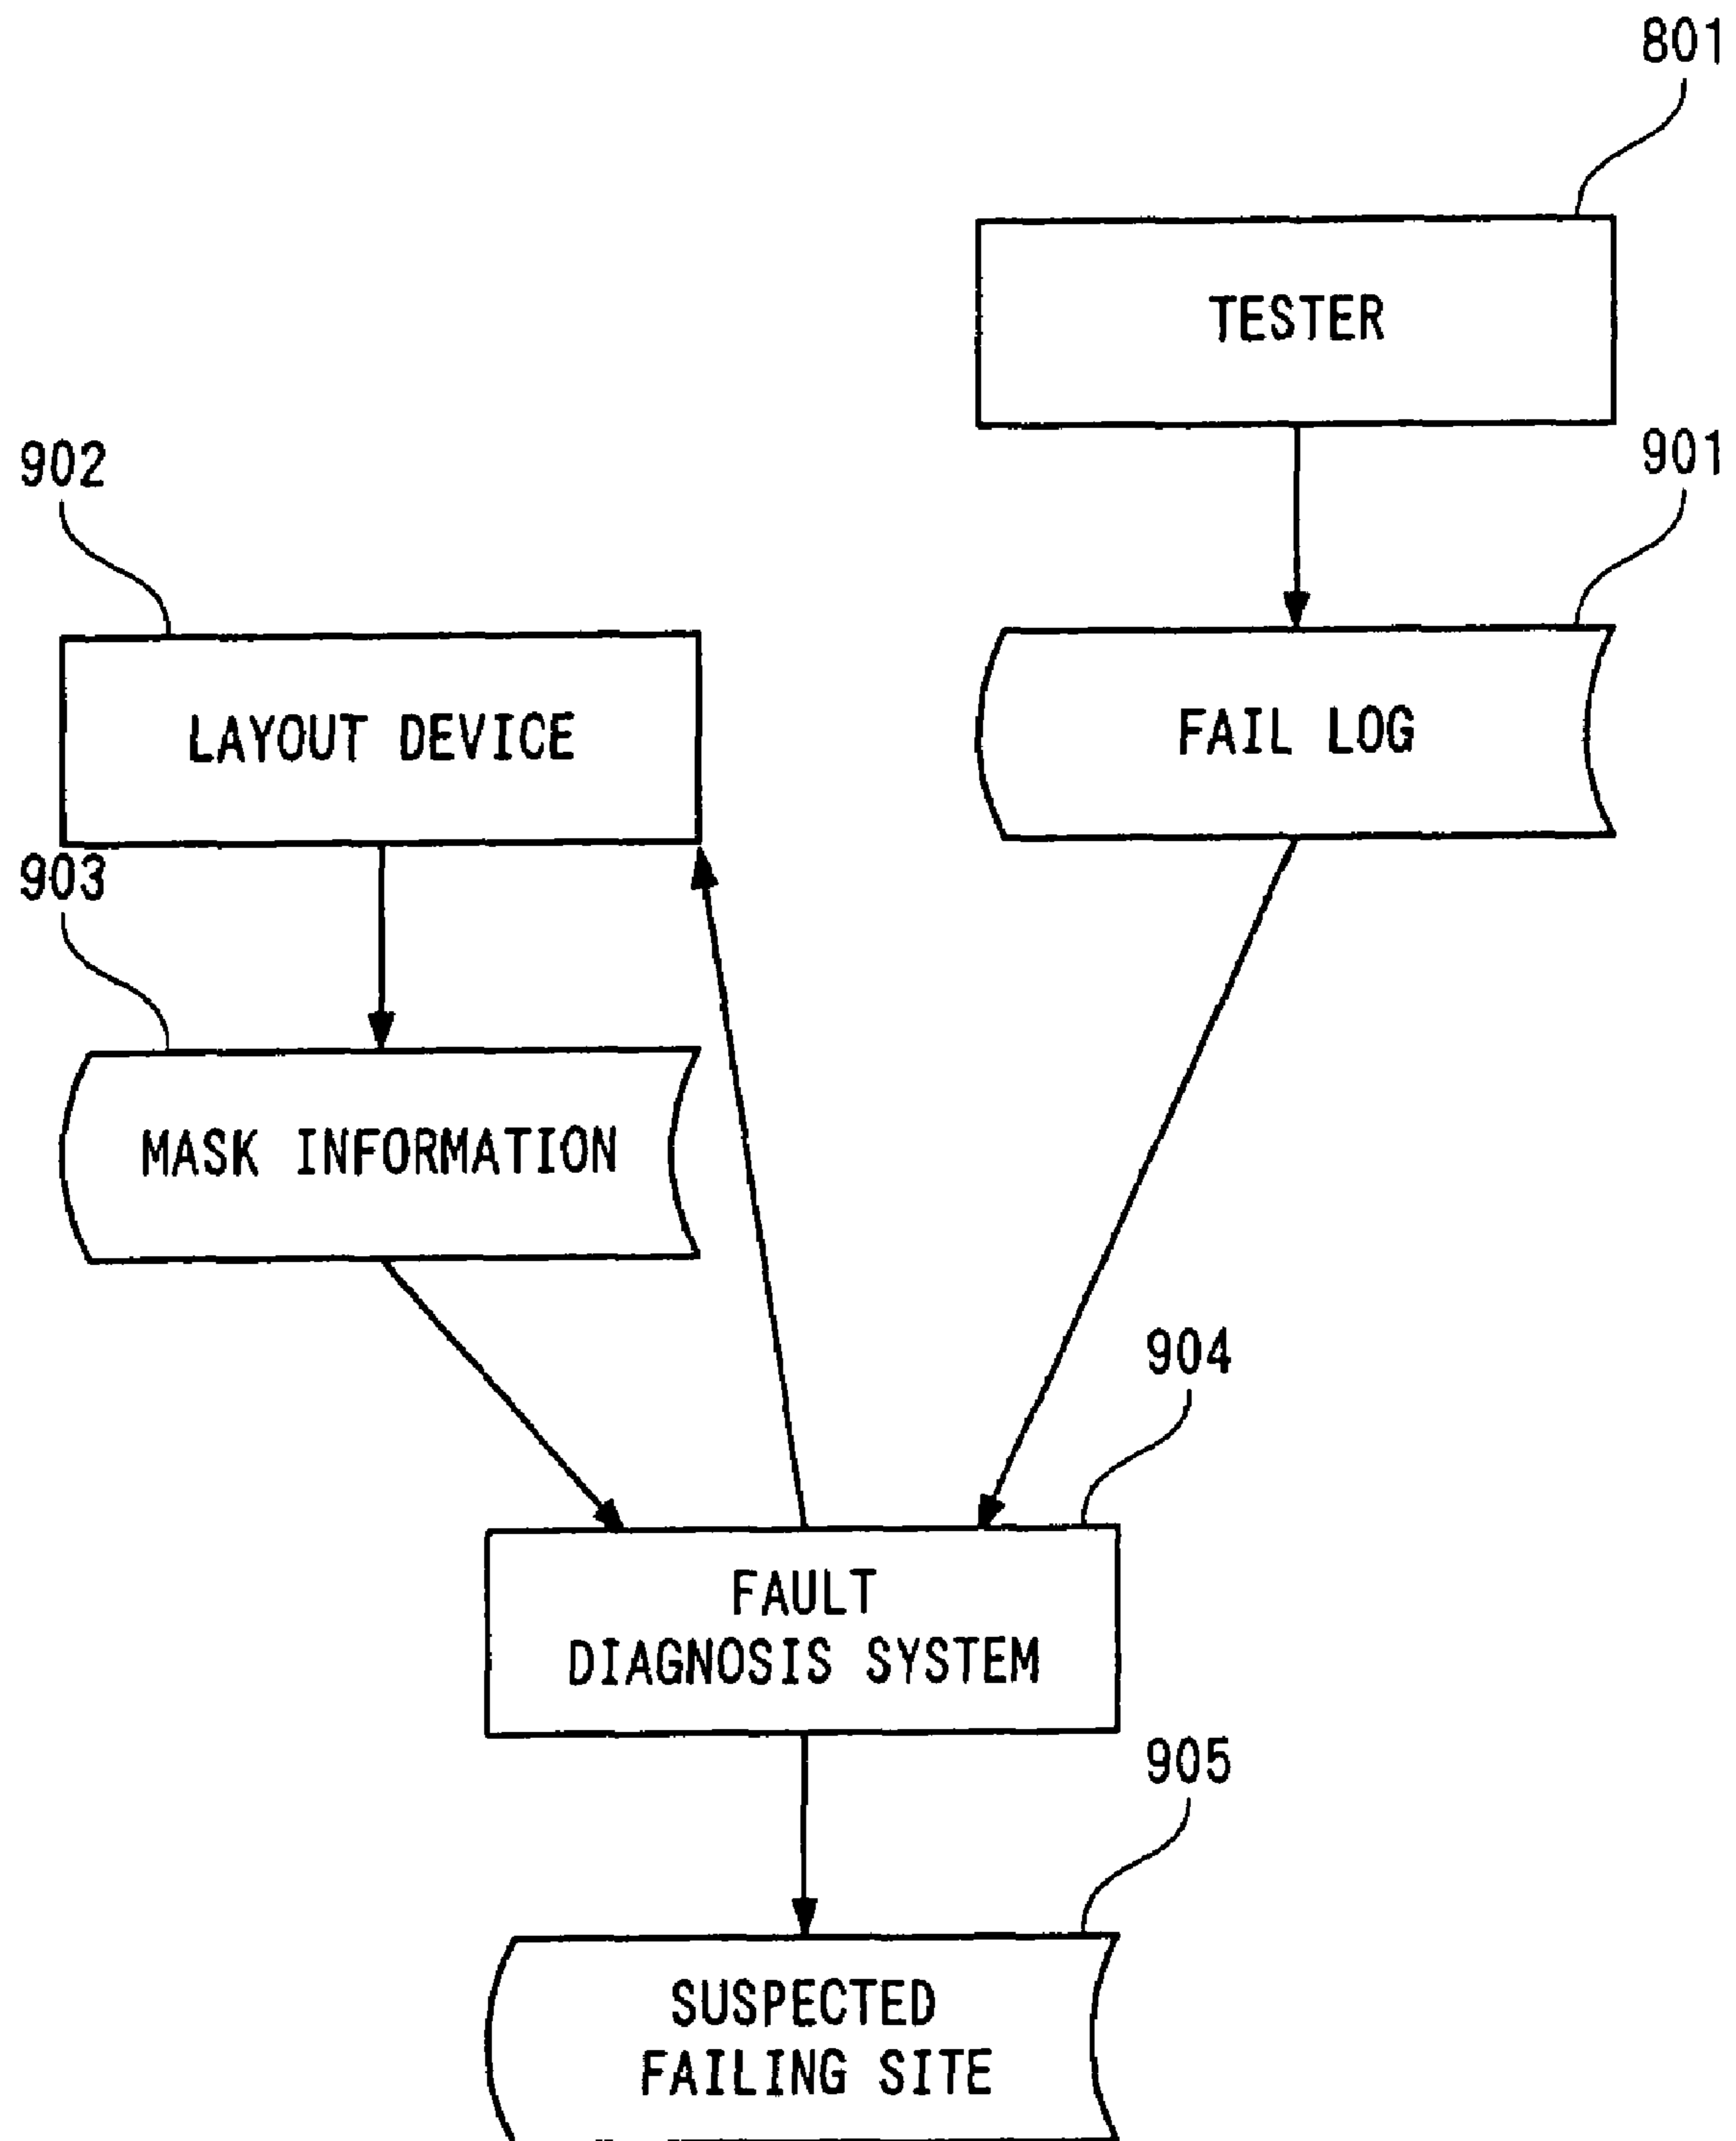 801
TESTER
901
902
LAYOUT DEVICE
FAIL LOG
903
MASK INFORMATION
904
FAULT
DIAGNOSIS SYSTEM
905
SUSPECTED
FAILING SITE